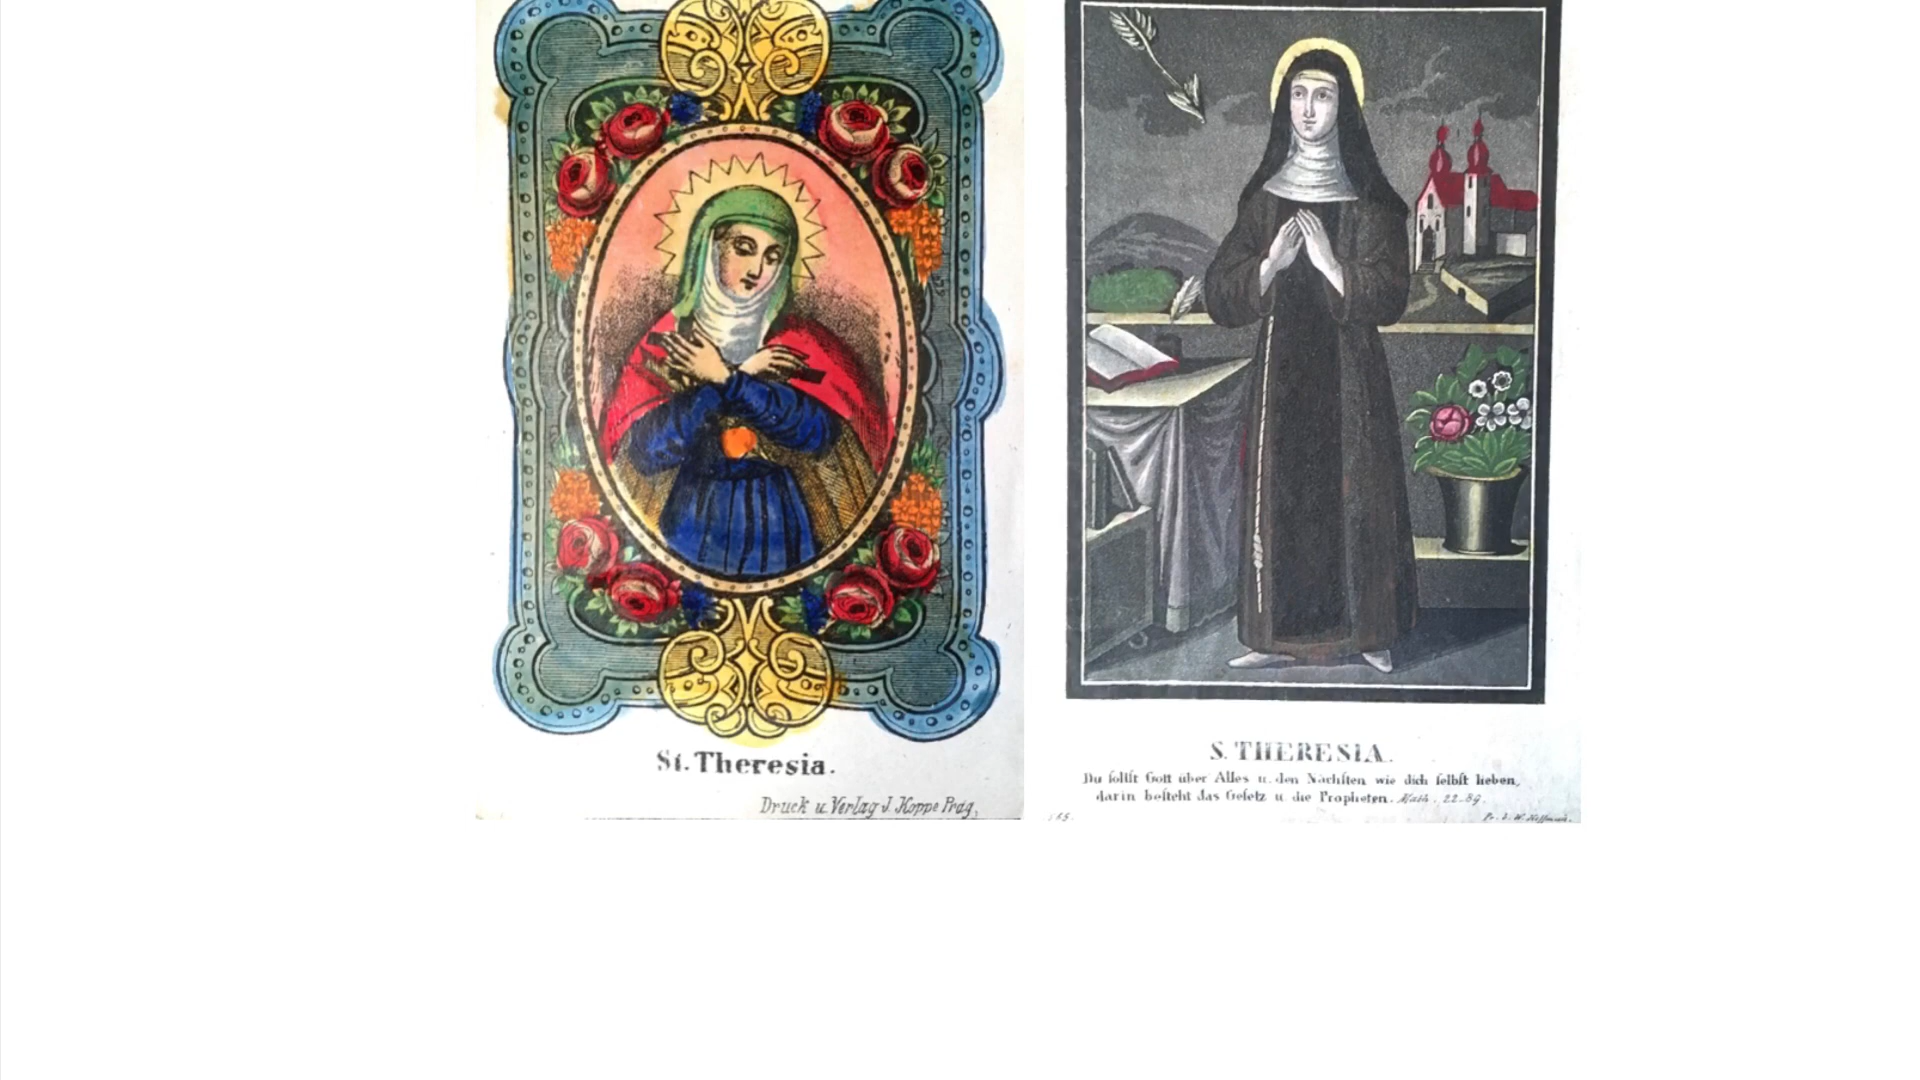 St. Theresia.
Druck u. Verlag J. Koppe Prag,
S. THERESIA.
Du ſollſt Gott über Alles u. den Nächſten wie dich ſelbſt lieben,
darin beſteht das Geſetz u. die Propheten. Math. 22-89.